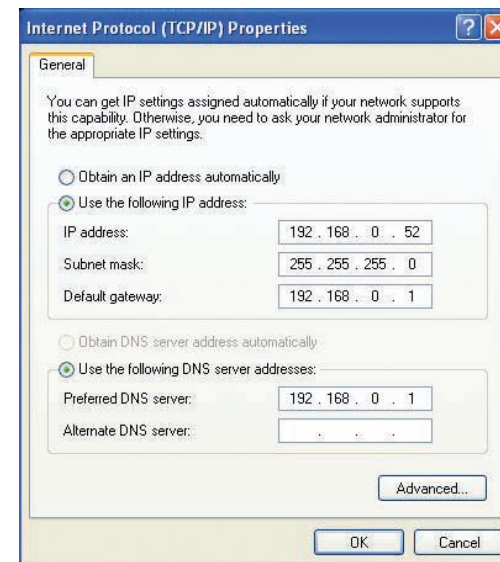 Internet Protocol (TCP/IP) Properties
General
You can get IP settings assigned automatically if your network supports
this capability. Otherwise, you need to ask your network administrator for
the appropriate IP settings.
Obtain an IP address automatically
Use the following IP address:
IP address: 192 . 168 . 0 . 52
Subnet mask: 255 . 255 . 255 . 0
Default gateway: 192 . 168 . 0 . 1
Obtain DNS server address automatically
Use the following DNS server addresses:
Preferred DNS server: 192 . 168 . 0 . 1
Alternate DNS server: . . .
Advanced...
OK Cancel